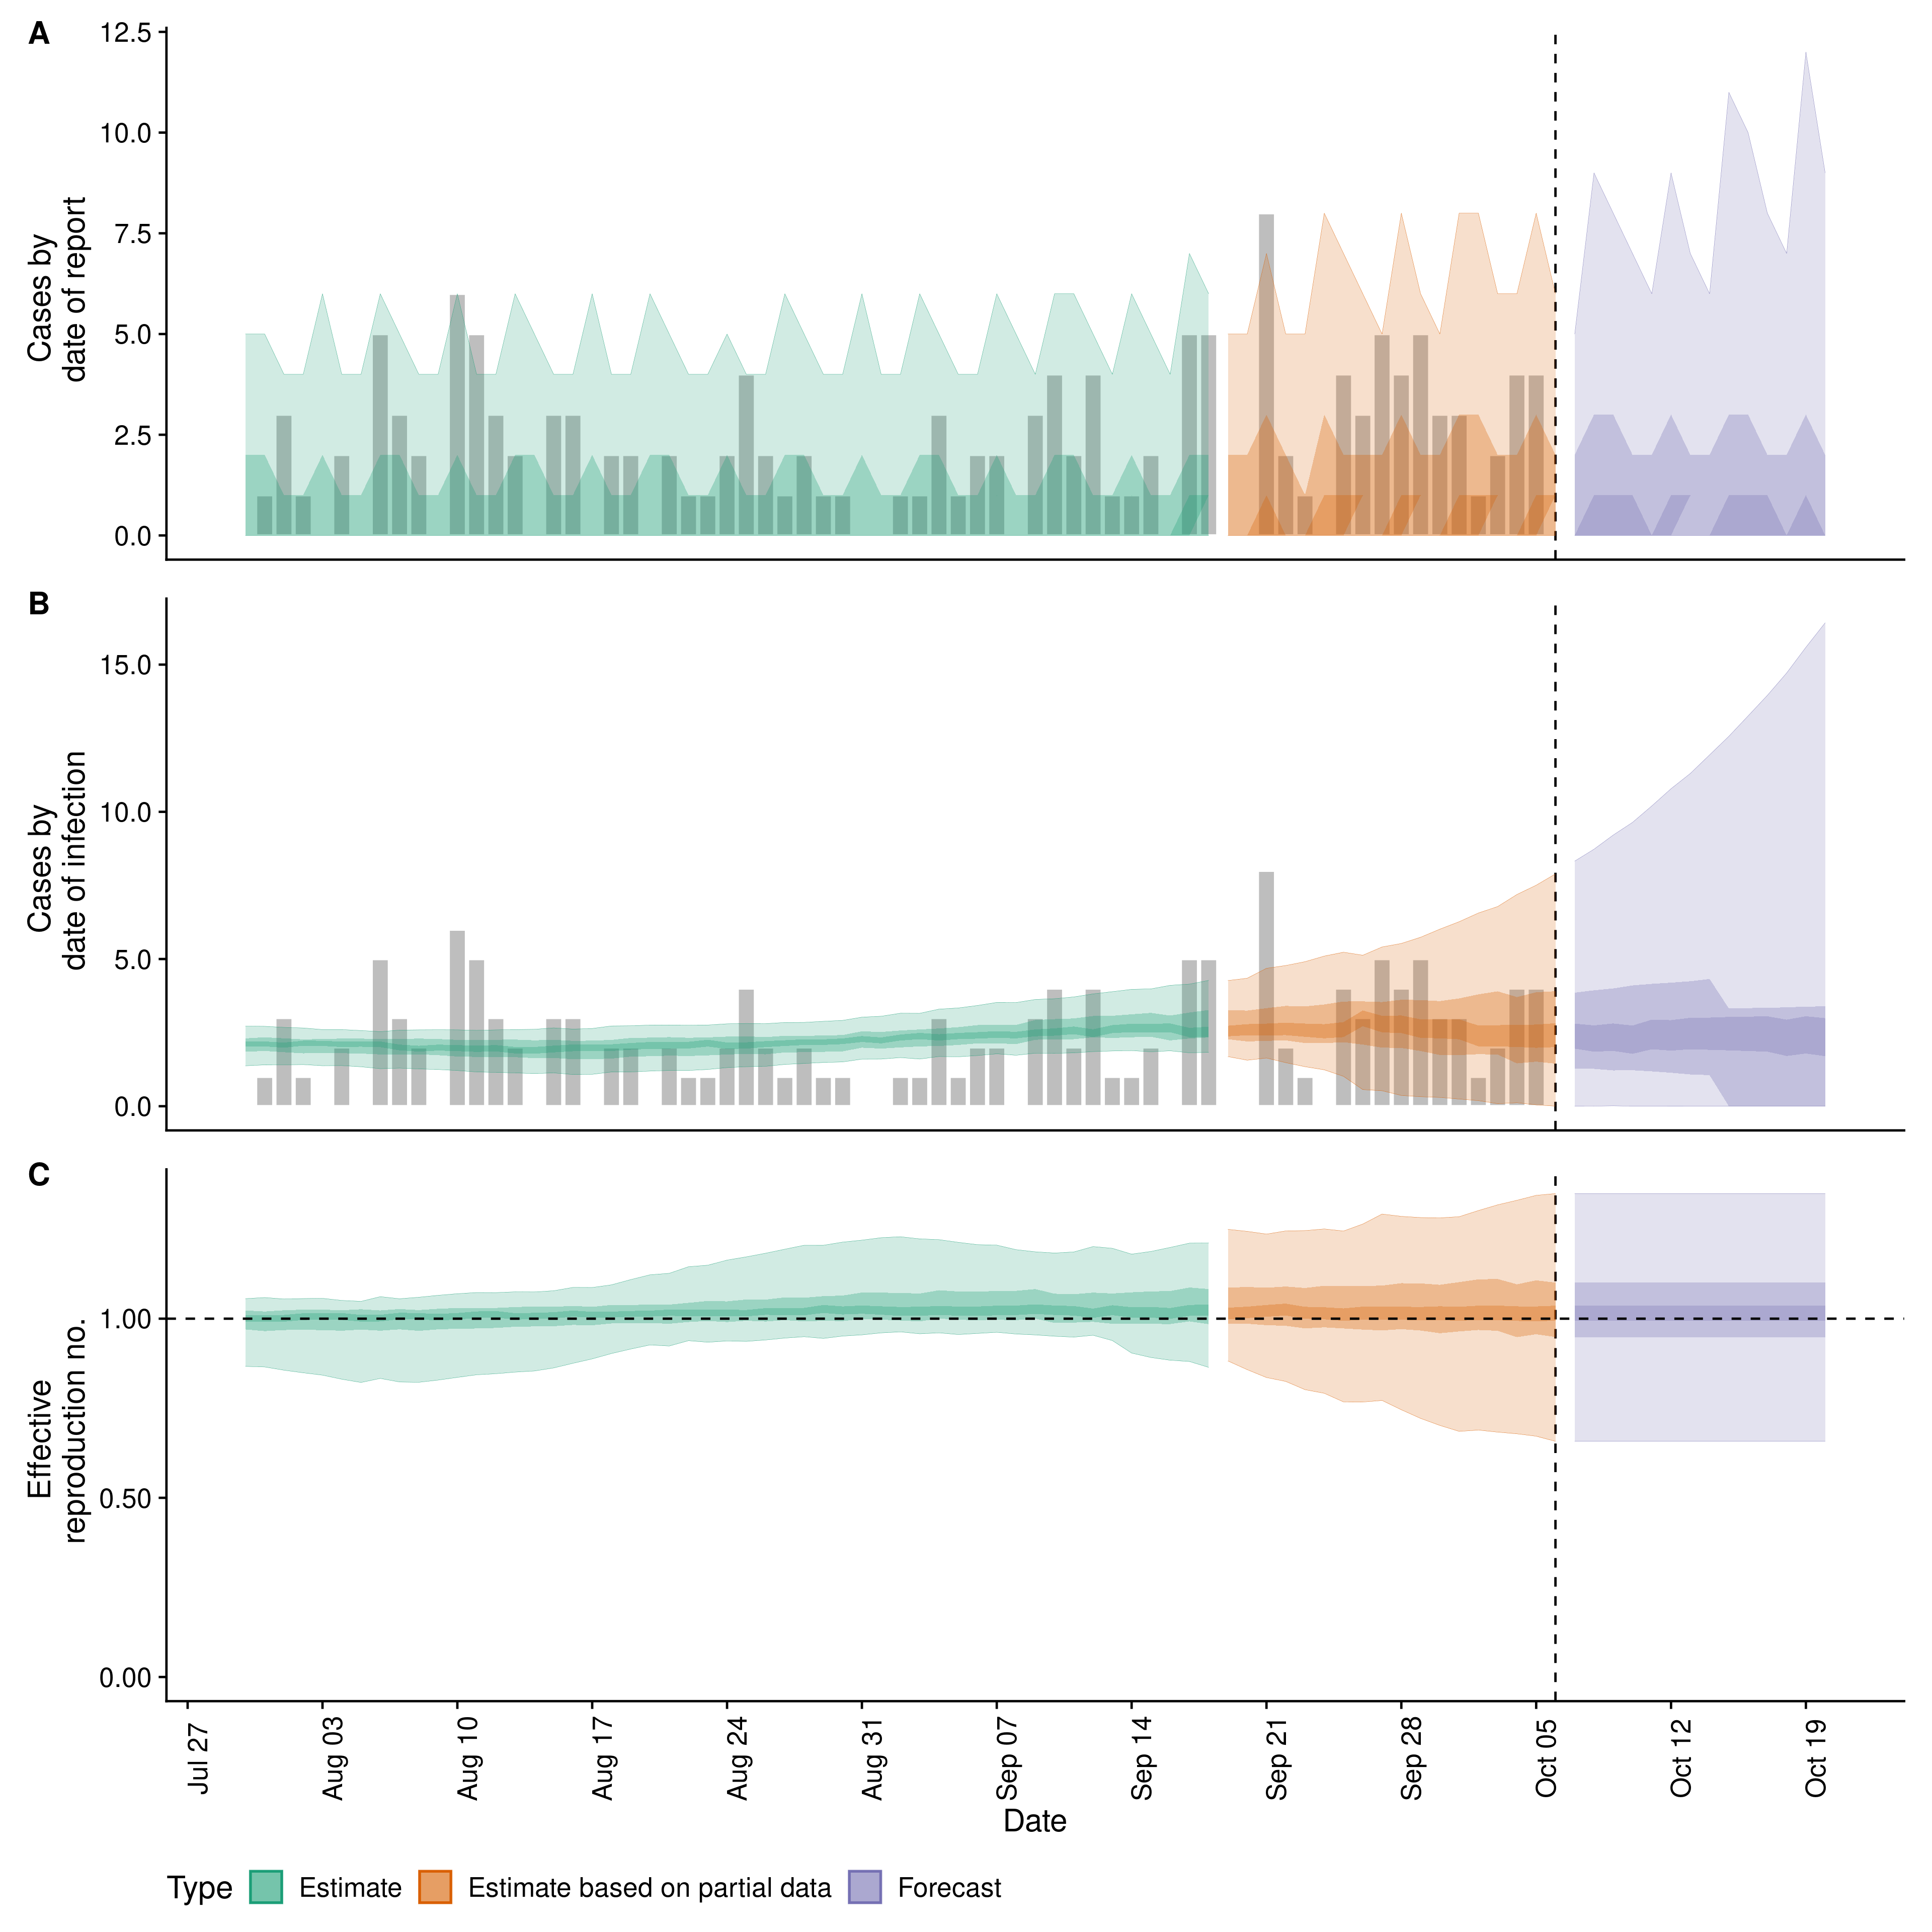 A
Cases by
date of report
12.5
10.0
7.5
5.0
2.5
0.0
B
Cases by
date of infection
15.0
10.0
5.0
0.0
C
Effective
reproduction no.
1.00
0.50
0.00
Jul 27
Aug 03
Aug 10
Aug 17
Aug 24
Aug 31
Sep 07
Sep 14
Sep 21
Sep 28
Oct 05
Oct 12
Oct 19
Date
Type Estimate Estimate based on partial data Forecast